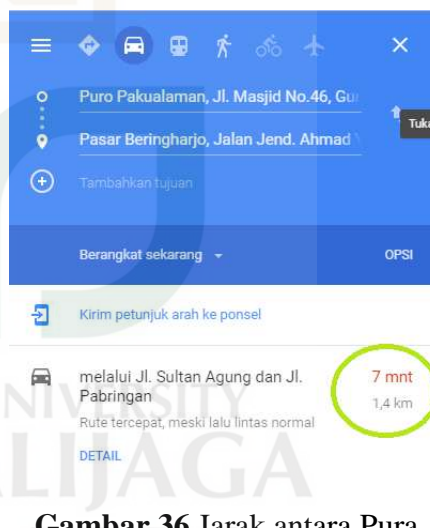 Puro Pakualaman, Jl. Masjid No.46, Gu
Tuka
Pasar Beringharjo, Jalan Jend. Ahmad
Tambahkan tujuan
Berangkat sekarang
OPSI
Kirim petunjuk arah ke ponsel
melalui Jl. Sultan Agung dan Jl. 7 mnt
Pabringan 1,4 km
Rute tercepat, meski lalu lintas normal
DETAIL
Gambar 36 Jarak antara Pura